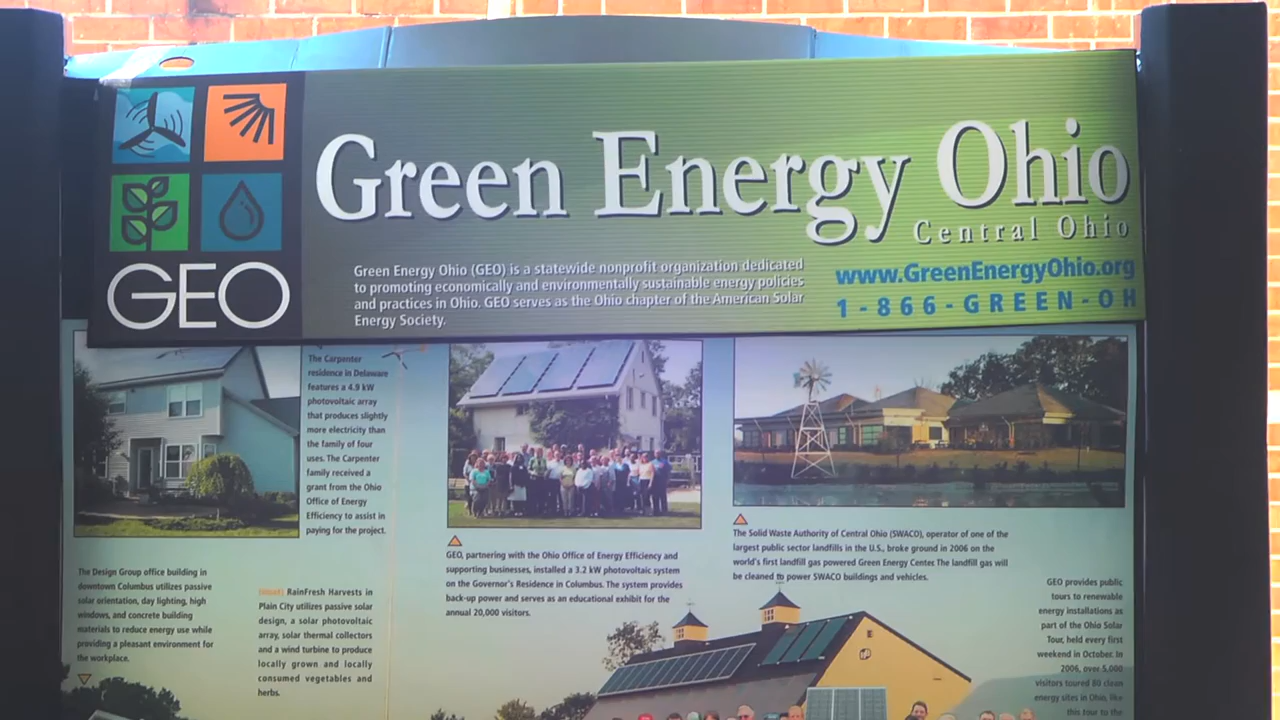 GEO
Green Energy Ohio
Central Ohio
Green Energy Ohio (GEO) is a statewide nonprofit organization dedicated
to promoting economically and environmentally sustainable energy policies
and practices in Ohio. GEO serves as the Ohio chapter of the American Solar
Energy Society.
www.GreenEnergyOhio.org
1-866-GREEN-OH
The Carpenter
residence in Delaware
features a 4.9 kW
photovoltaic array
that produces slightly
more electricity than
the family of four
uses. The Carpenter
family received a
grant from the Ohio
Office of Energy
Efficiency to assist in
paying for the project.
GEO, partnering with the Ohio Office of Energy Efficiency and
supporting businesses, installed a 3.2 kW photovoltaic system
on the Governor's Residence in Columbus. The system provides
back-up power and serves as an educational exhibit for the
annual 20,000 visitors.
The Solid Waste Authority of Central Ohio (SWACO), operator of one of the
largest public sector landfills in the U.S., broke ground in 2006 on the
world's first landfill gas powered Green Energy Center. The landfill gas will
be cleaned to power SWACO buildings and vehicles.
The Design Group office building in
downtown Columbus utilizes passive
solar orientation, day lighting, high
windows, and concrete building
materials to reduce energy use while
providing a pleasant environment for
the workplace.
RainFresh Harvests in
Plain City utilizes passive solar
design, a solar photovoltaic
array, solar thermal collectors
and a wind turbine to produce
locally grown and locally
consumed vegetables and
herbs.
GEO provides public
tours to renewable
energy installations as
part of the Ohio Solar
Tour, held every first
weekend in October. In
2006, over 5,000
visitors toured 80 clean
energy sites in Ohio, like
this tour to the